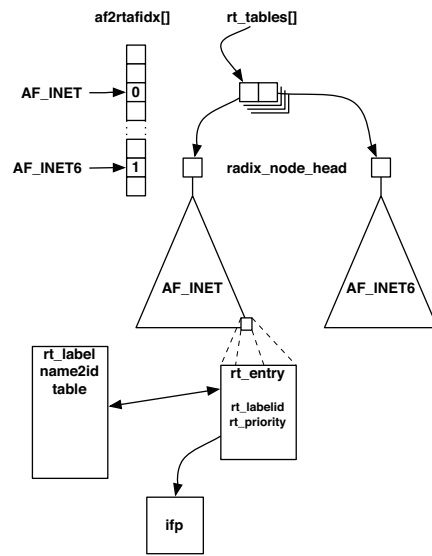 af2rtafidx[]
rt_tables[]
AF_INET
0
AF_INET6
1
radix_node_head
AF_INET
AF_INET6
rt_label
name2id
table
rt_entry
rt_labelid
rt_priority
ifp